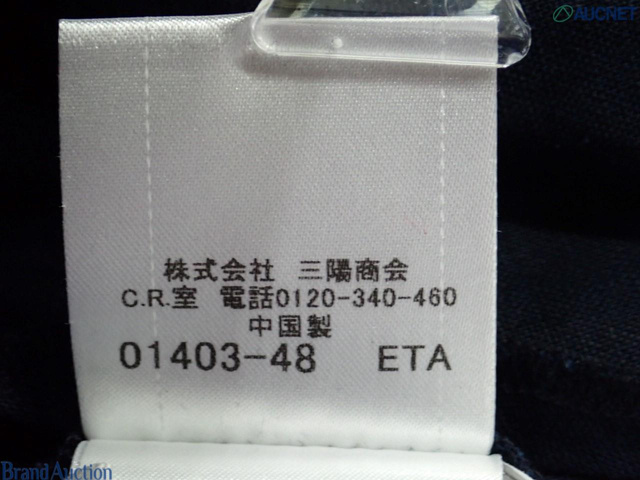 AUCNET
株式会社 三陽商会
C.R.室 電話0120-340-460
中国製
01403-48 ETA
Brand Auction